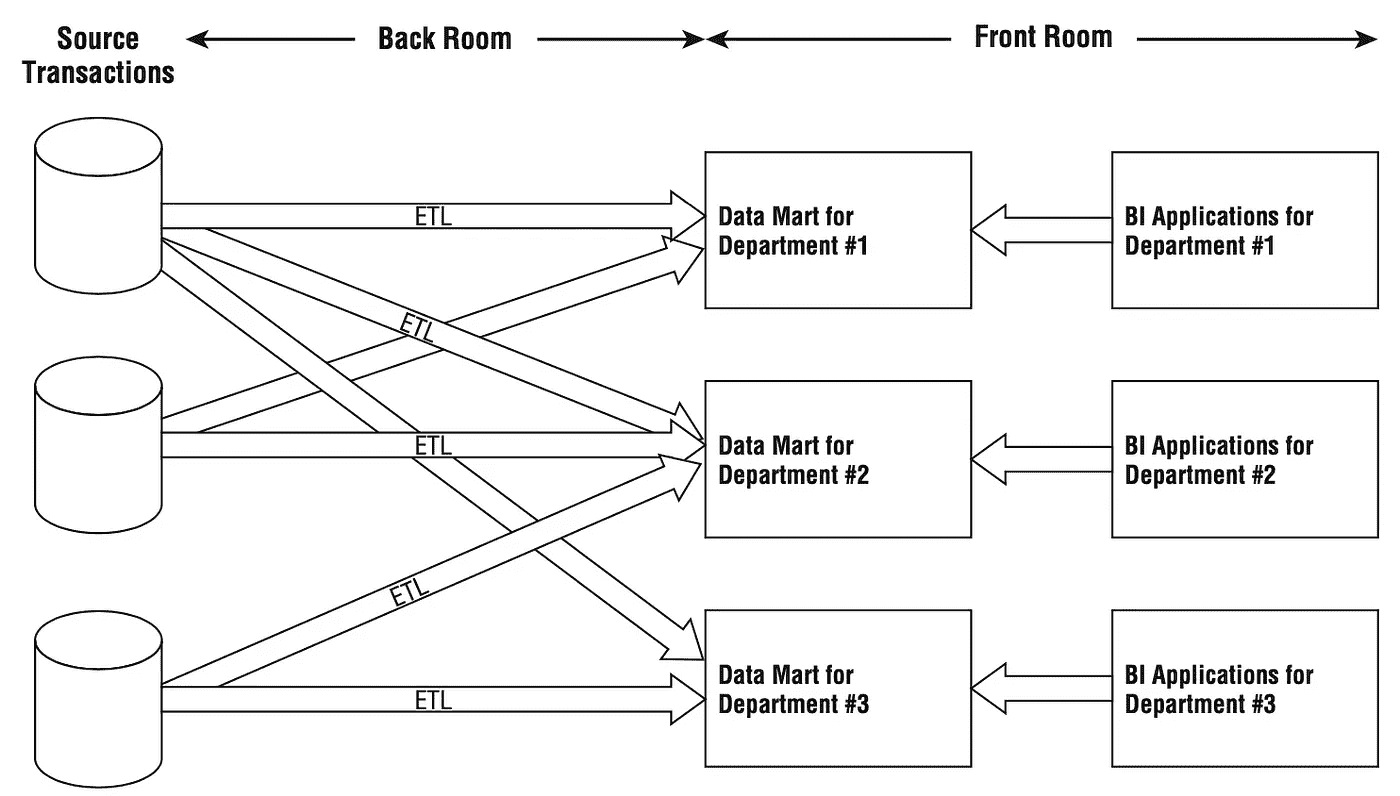 Source
Transactions
Back Room
Front Room
ETL
Data Mart for
Department #1
BI Applications for
Department #1
ETL
ETL
Data Mart for
Department #2
BI Applications for
Department #2
ETL
ETL
Data Mart for
Department #3
BI Applications for
Department #3